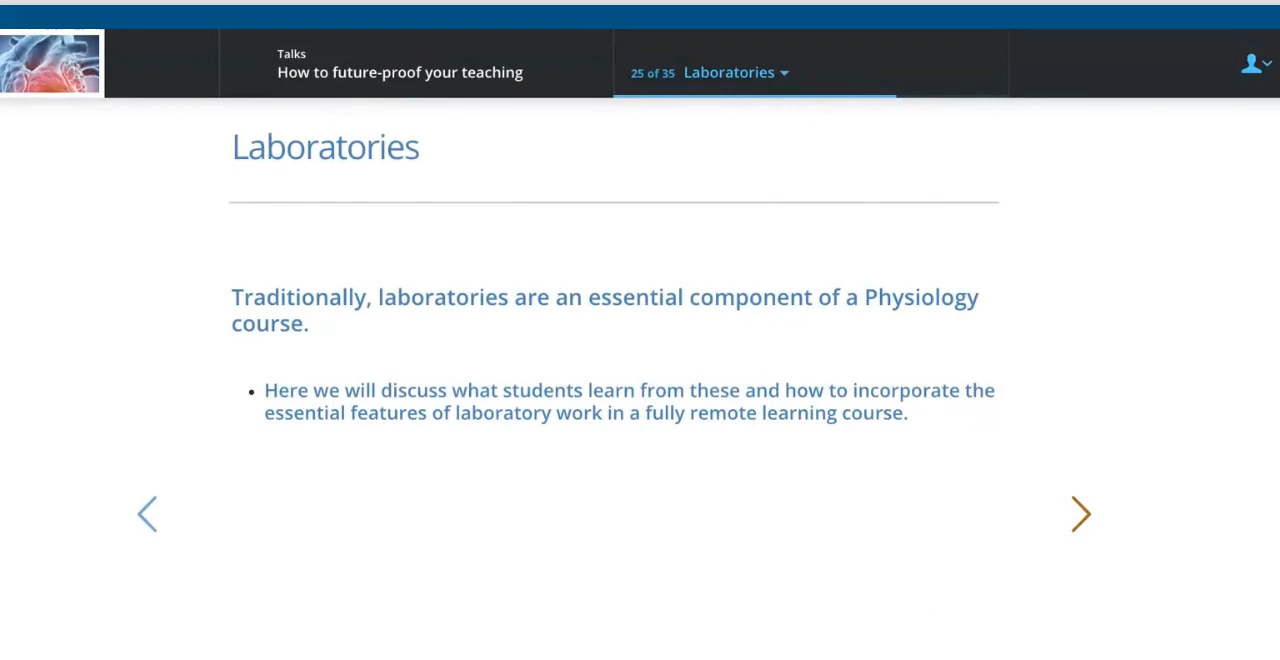 Talks
How to future-proof your teaching
25 of 35 Laboratories
Laboratories
Traditionally, laboratories are an essential component of a Physiology
course.
• Here we will discuss what students learn from these and how to incorporate the
essential features of laboratory work in a fully remote learning course.